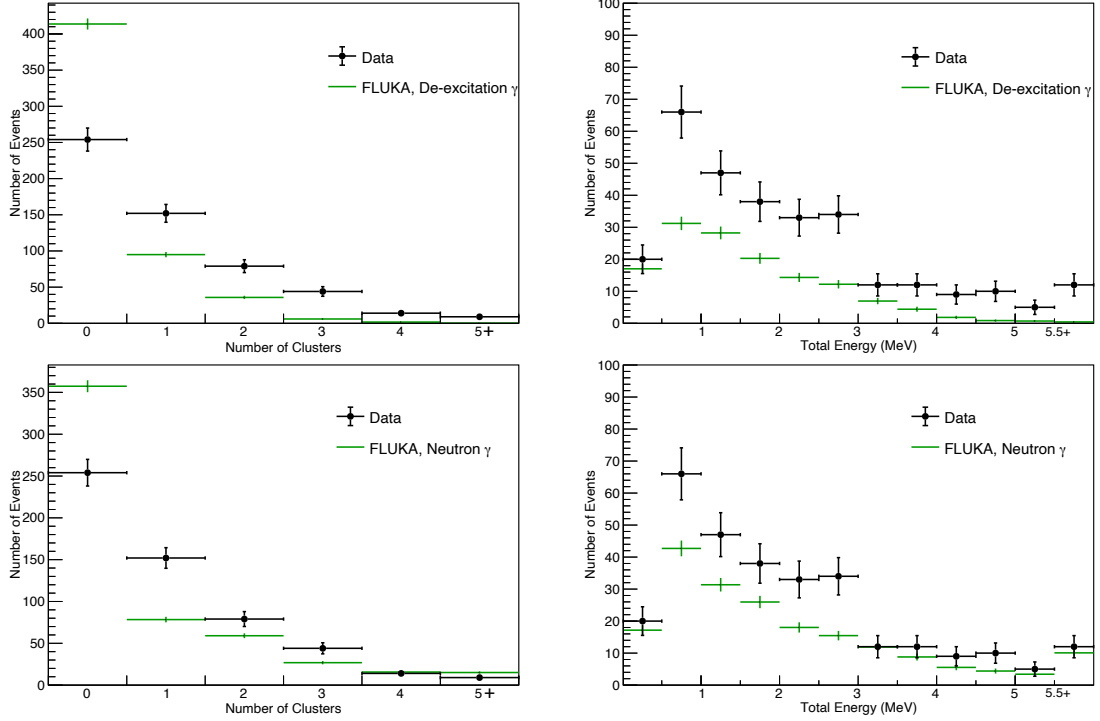 400
350
300
250
200
150
100
50
0
Number of Events
Data
FLUKA, De-excitation γ
0 1 2 3 4 5+
Number of Clusters
100
90
80
70
60
50
40
30
20
10
0
Number of Events
Data
FLUKA, De-excitation γ
1 2 3 4 5 5.5+
Total Energy (MeV)
350
300
250
200
150
100
50
0
Number of Events
Data
FLUKA, Neutron γ
0 1 2 3 4 5+
Number of Clusters
100
90
80
70
60
50
40
30
20
10
0
Number of Events
Data
FLUKA, Neutron γ
1 2 3 4 5 5.5+
Total Energy (MeV)